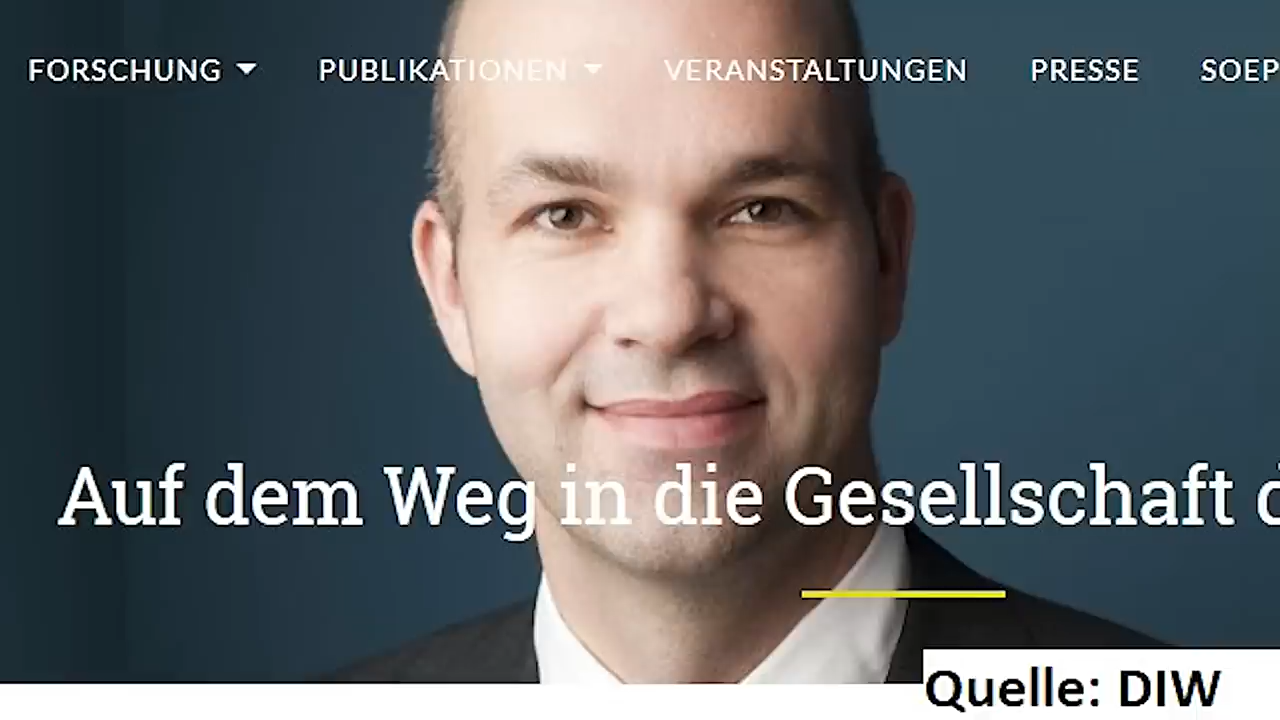 FORSCHUNG PUBLIKATIONEN VERANSTALTUNGEN PRESSE SOEP
Auf dem Weg in die Gesellschaft
Quelle: DIW